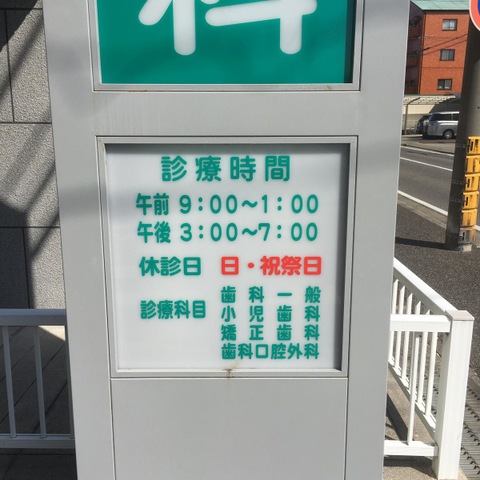 科
診療時間
午前 9:00～1:00
午後 3:00～7:00
休診日 日・祝祭日
診療科目 歯科一般
小児歯科
矯正歯科
歯科口腔外科